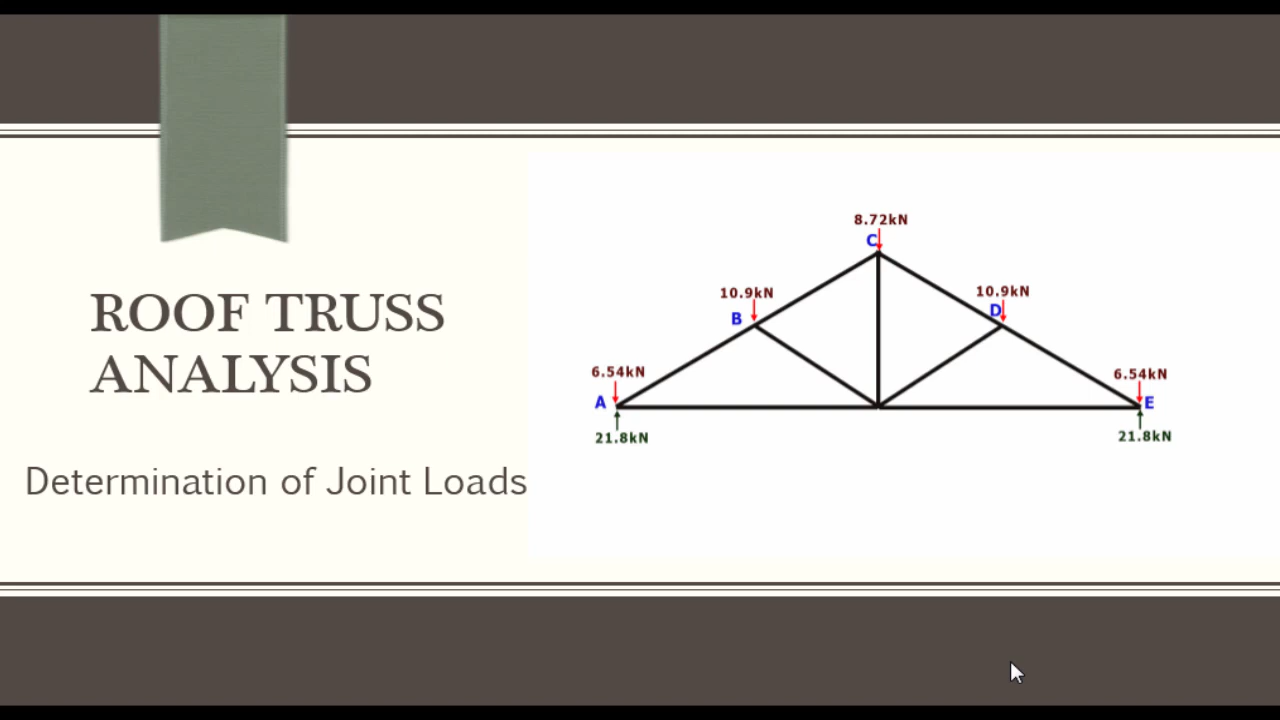 ROOF TRUSS
ANALYSIS
Determination of Joint Loads
8.72kN
C
10.9kN
B
10.9kN
D
6.54kN
A
21.8kN
6.54kN
E
21.8kN